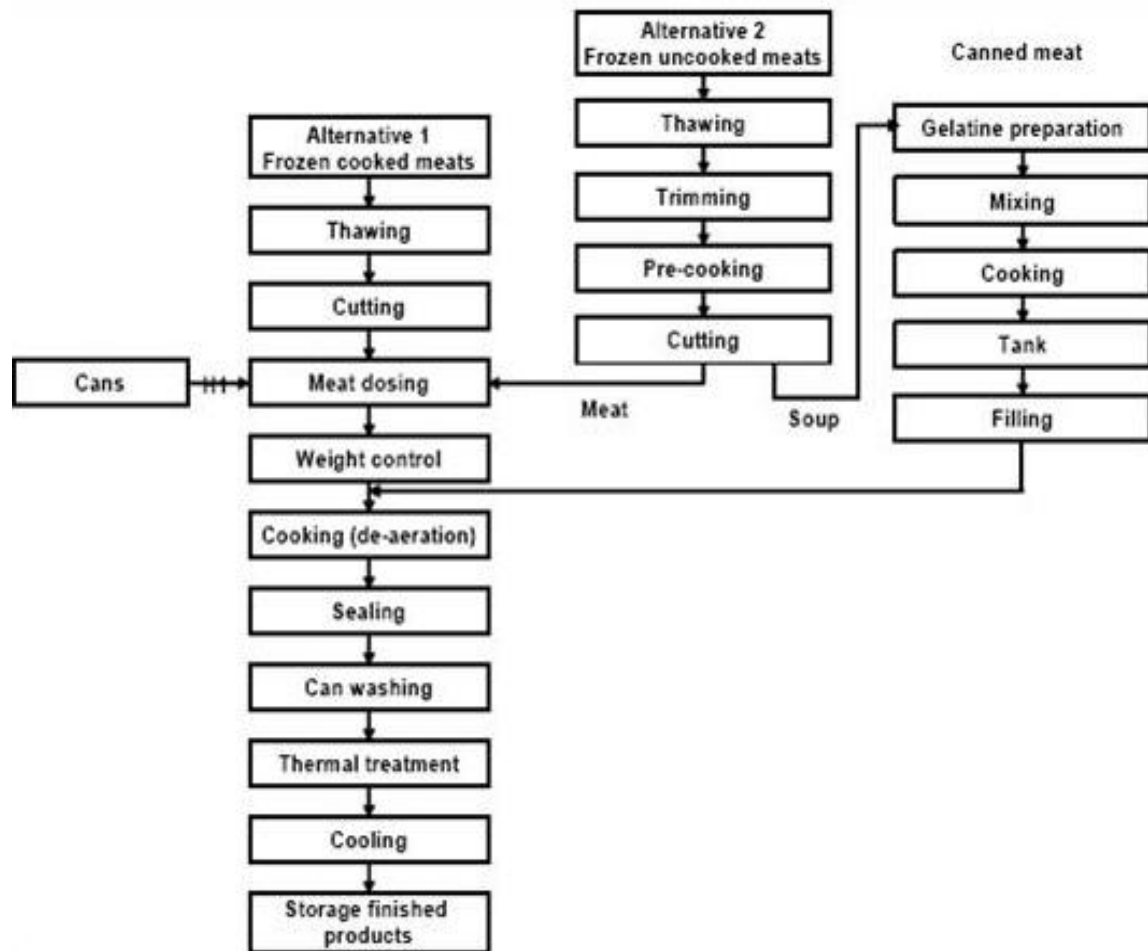 Alternative 2
Frozen uncooked meats
Canned meat
Thawing
Gelatine preparation
Alternative 1
Frozen cooked meats
Trimming
Mixing
Thawing
Pre-cooking
Cooking
Cutting
Cutting
Tank
Cans
Meat dosing
Meat
Soup
Filling
Weight control
Cooking (de-aeration)
Sealing
Can washing
Thermal treatment
Cooling
Storage finished
products